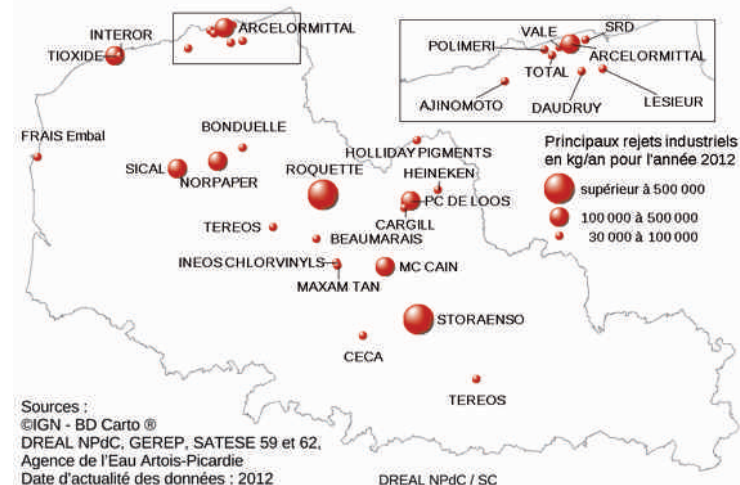 ARCELORMITTAL
INTEROR
TIOXIDE
SRD
VALE
POLIMERI
ARCELORMITTAL
TOTAL
AJINOMOTO
DAUDRUY
LESIEUR
FRAIS Embal
BONDUELLE
HOLLIDAY PIGMENTS
SICAL
NORPAPER
ROQUETTE
HEINEKEN
PC DE LOOS
CARGILL
TEREOS
BEAUMARAIS
INEOS CHLORVINYLS
MAXAM TAN
MC CAIN
STORAENSO
CECA
TEREOS
Principaux rejets industriels
en kg/an pour l'année 2012
supérieur à 500 000
100 000 à 500 000
30 000 à 100 000
Sources :
©IGN - BD Carto ®
DREAL NPdC, GEREP, SATESE 59 et 62,
Agence de l'Eau Artois-Picardie
Date d'actualité des données : 2012
DREAL NPdC / SC